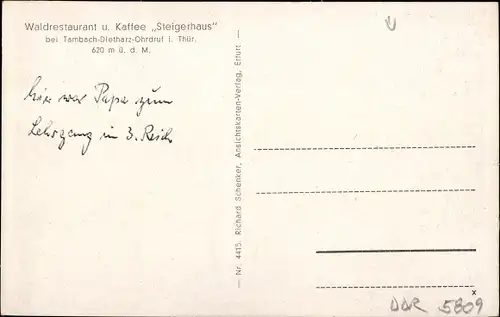 Waldrestaurant u. Kaffee „Steigerhaus"
bei Tambach-Dietharz-Ohrdruf i. Thür.
620 m ü. d. M.
hier war Papa zum
Lehrgang im 3. Reich
Nr. 4415 Richard Schenker, Ansichtskarten-Verlag, Erfurt.
x
DDR 5809